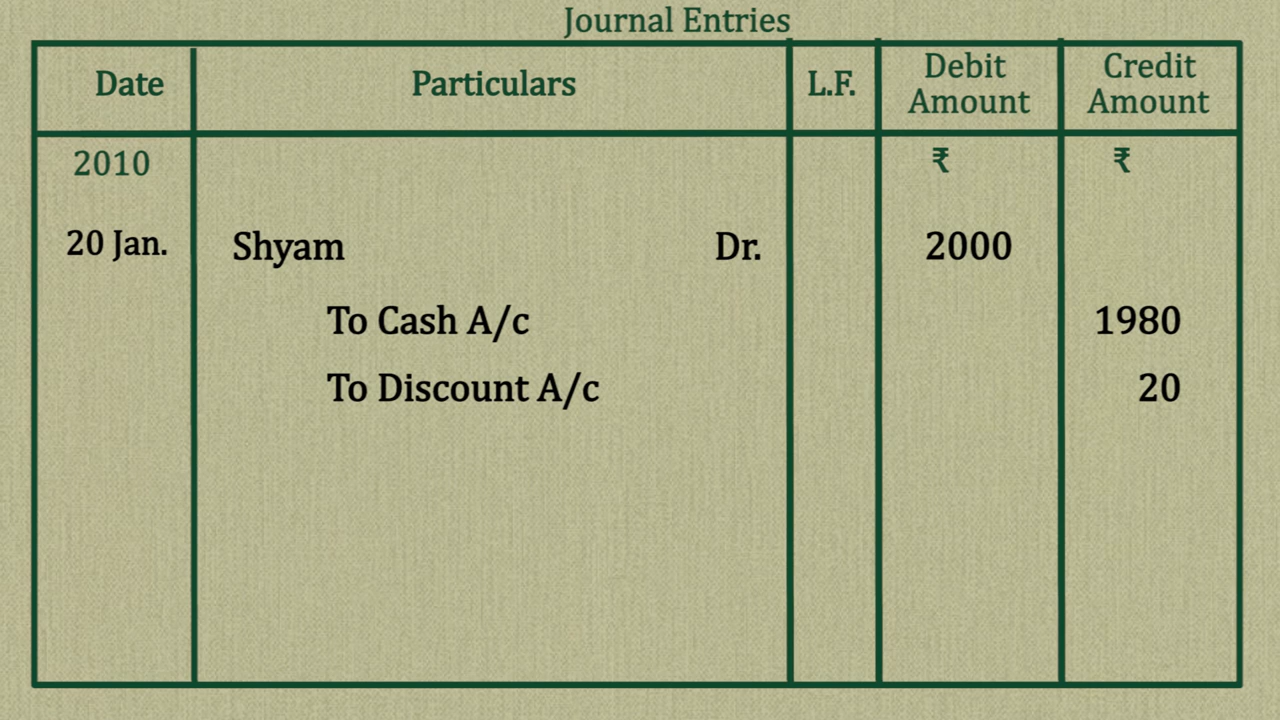 Journal Entries
Date Particulars L.F. Debit Amount Credit Amount
2010 ₹ ₹
20 Jan. Shyam Dr. 2000
To Cash A/c 1980
To Discount A/c 20